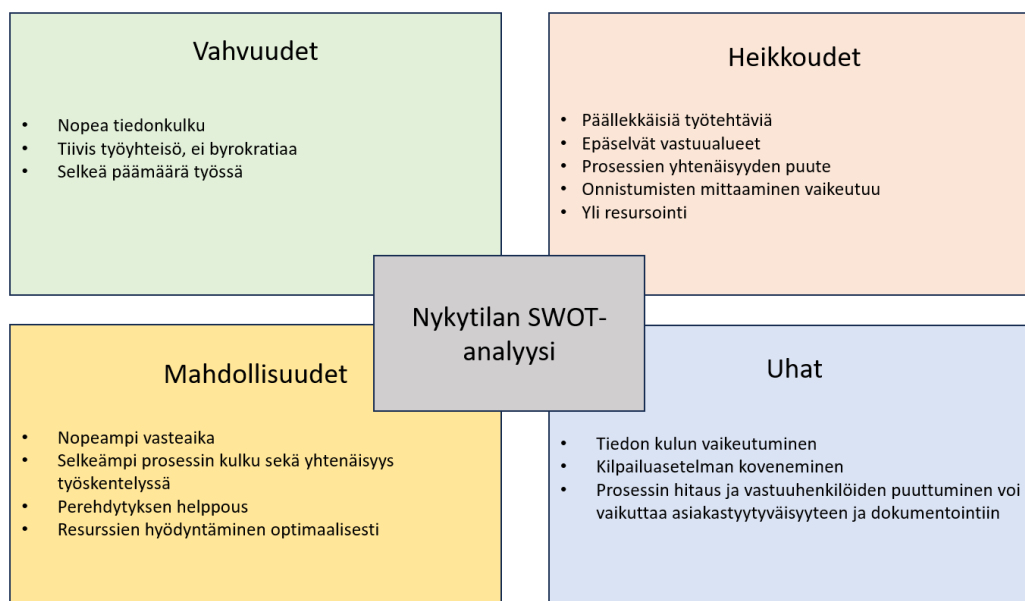 Vahvuudet
• Nopea tiedonkulku
• Tiivis työyhteisö, ei byrokratiaa
• Selkeä päämäärä työssä
Heikkoudet
• Päällekkäisiä työtehtäviä
• Epäselvät vastuualueet
• Prosessien yhtenäisyyden puute
• Onnistumisten mittaaminen vaikeutuu
• Yli resursointi
Nykytilan SWOT-
analyysi
Mahdollisuudet
• Nopeampi vasteaika
• Selkeämpi prosessin kulku sekä yhtenäisyys
työskentelyssä
• Perehdytyksen helppous
• Resurssien hyödyntäminen optimaalisesti
Uhat
• Tiedon kulun vaikeutuminen
• Kilpailuasetelman koveneminen
• Prosessin hitaus ja vastuuhenkilöiden puuttuminen voi
vaikuttaa asiakastyytyväisyyteen ja dokumentointiin